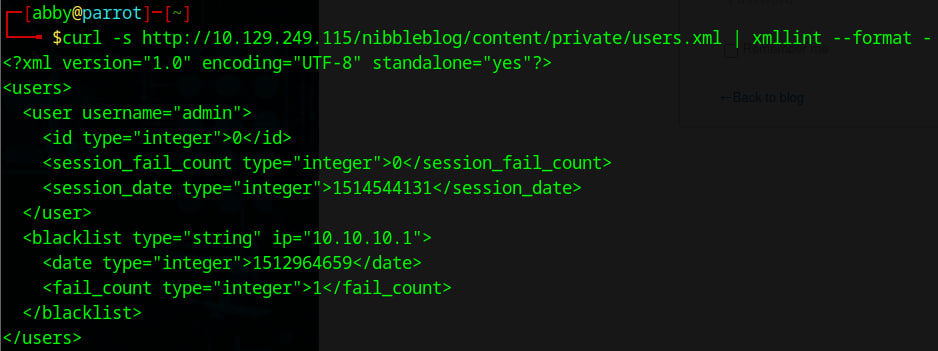 ┌─[abby@parrot]─[~]
└──╼ $curl -s http://10.129.249.115/nibbleblog/content/private/users.xml | xmllint --format -
<?xml version="1.0" encoding="UTF-8" standalone="yes"?>
<users>
  <user username="admin">
    <id type="integer">0</id>
    <session_fail_count type="integer">0</session_fail_count>
    <session_date type="integer">1514544131</session_date>
  </user>
  <blacklist type="string" ip="10.10.10.1">
    <date type="integer">1512964659</date>
    <fail_count type="integer">1</fail_count>
  </blacklist>
</users>
←Back to blog